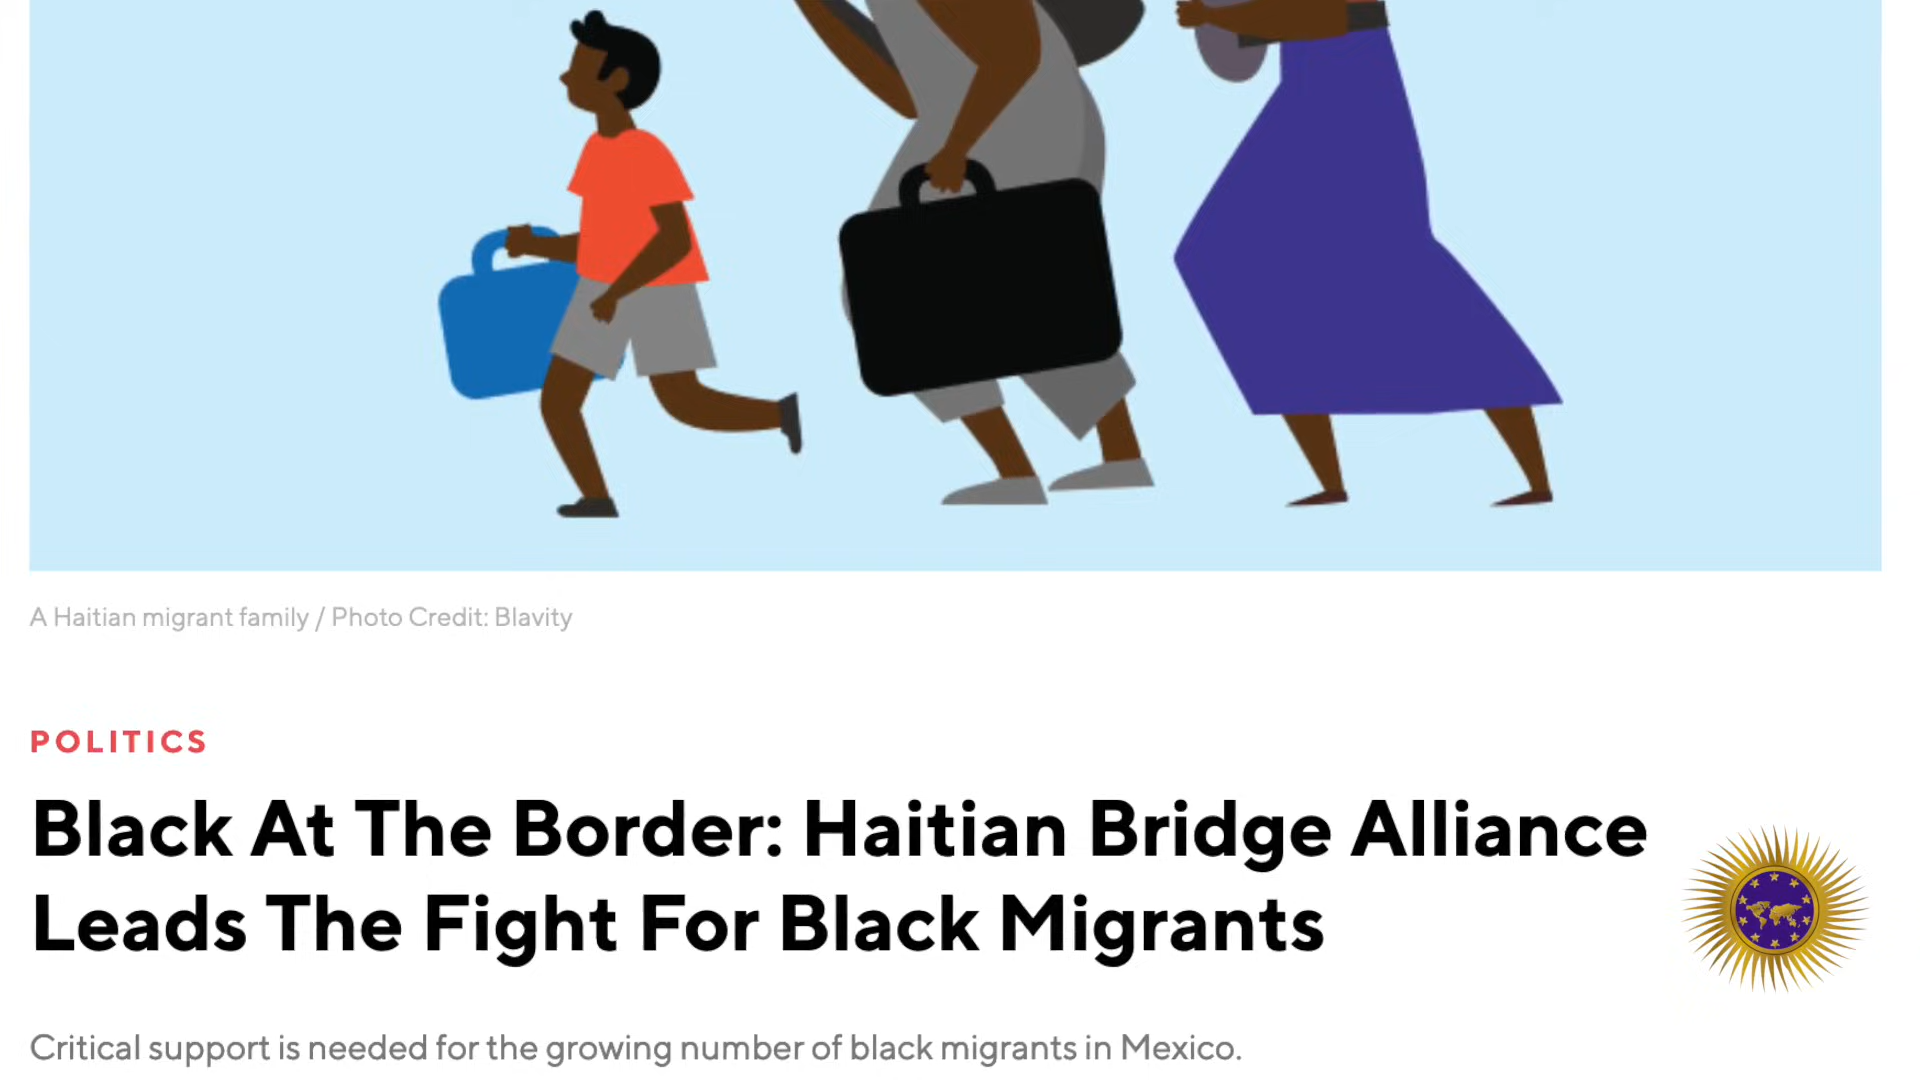 A Haitian migrant family / Photo Credit: Blavity
POLITICS
Black At The Border: Haitian Bridge Alliance
Leads The Fight For Black Migrants
Critical support is needed for the growing number of black migrants in Mexico.